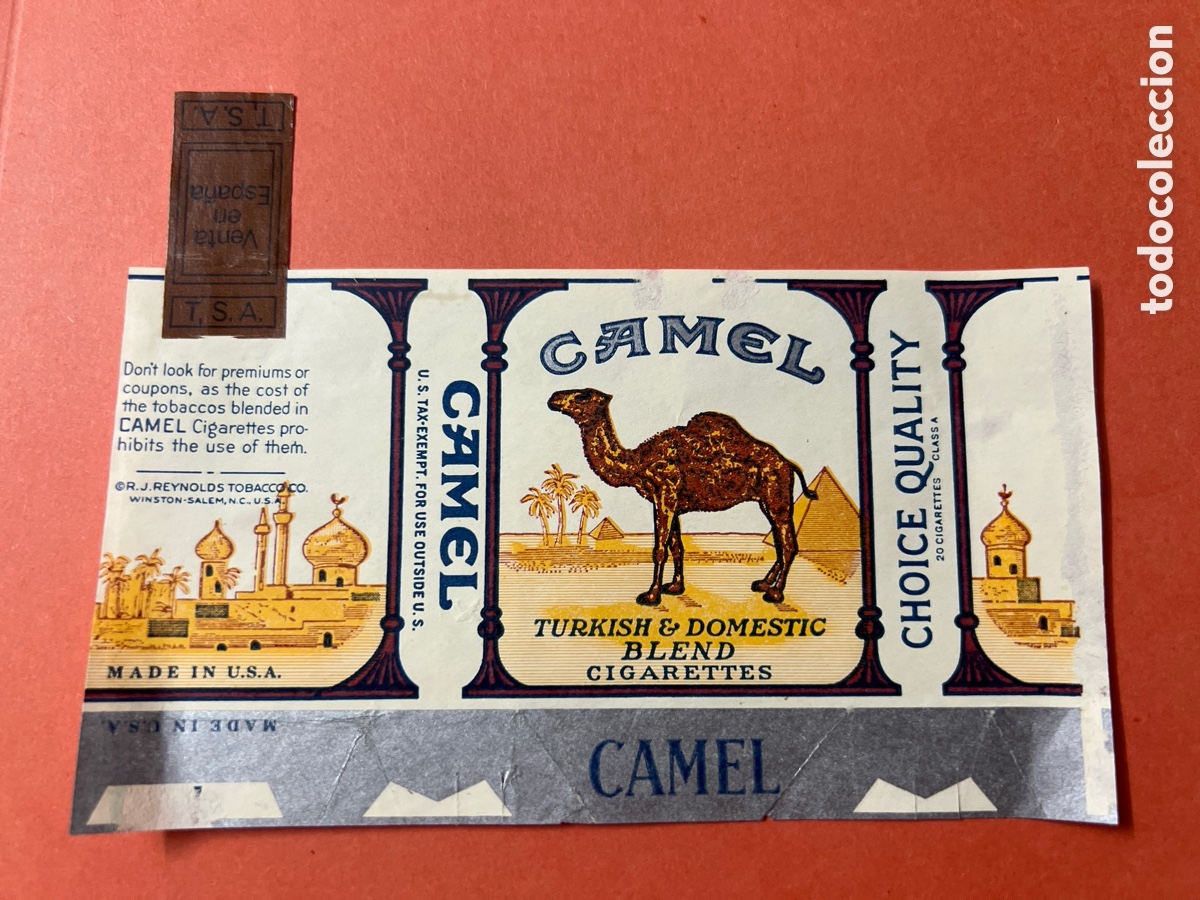 T. S. A.
Venta
en
España
T. S. A.
Don't look for premiums or
coupons, as the cost of
the tobaccos blended in
CAMEL Cigarettes pro-
hibits the use of them.
© R. J. REYNOLDS TOBACCO CO.
WINSTON-SALEM, N.C., U.S.A.
MADE IN U.S.A.
MADE IN U.S.A.
CAMEL
U.S. TAX-EXEMPT. FOR USE OUTSIDE U.S.
CAMEL
TURKISH & DOMESTIC
BLEND
CIGARETTES
CAMEL
CHOICE QUALITY
20 CIGARETTES CLASS A
todocoleccion